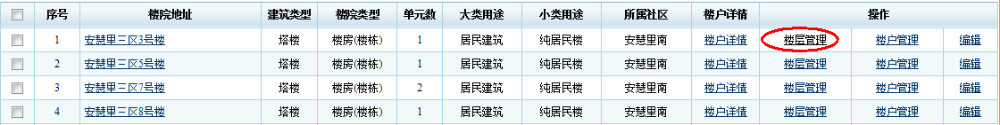 序号 楼院地址 建筑类型 楼院类型 单元数 大类用途 小类用途 所属社区 楼户详情 操作
1 安慧里三区3号楼 塔楼 楼房(楼栋) 1 居民建筑 纯居民楼 安慧里南 楼户详情 楼层管理 楼户管理 编辑
2 安慧里三区5号楼 塔楼 楼房(楼栋) 1 居民建筑 纯居民楼 安慧里南 楼户详情 楼层管理 楼户管理 编辑
3 安慧里三区7号楼 塔楼 楼房(楼栋) 2 居民建筑 纯居民楼 安慧里南 楼户详情 楼层管理 楼户管理 编辑
4 安慧里三区8号楼 塔楼 楼房(楼栋) 1 居民建筑 纯居民楼 安慧里南 楼户详情 楼层管理 楼户管理 编辑